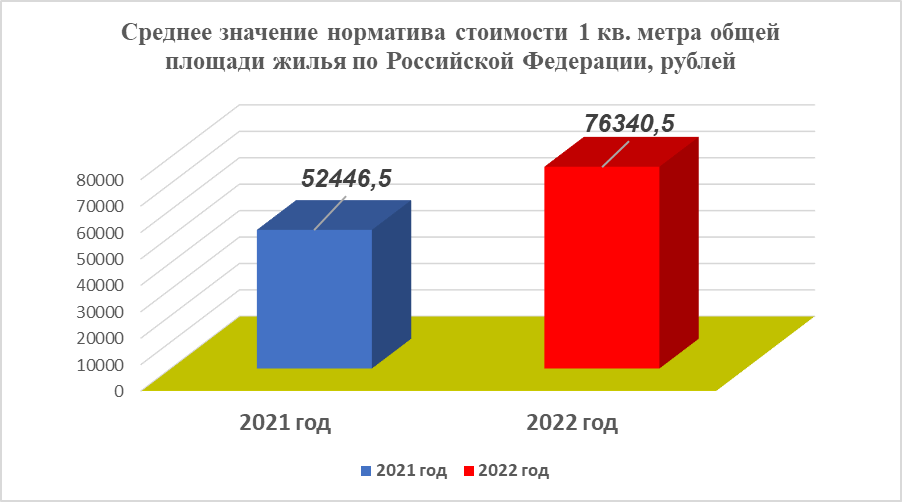 Среднее значение норматива стоимости 1 кв. метра общей
площади жилья по Российской Федерации, рублей
76340,5
52446,5
80000
70000
60000
50000
40000
30000
20000
10000
0
2021 год
2022 год
2021 год
2022 год